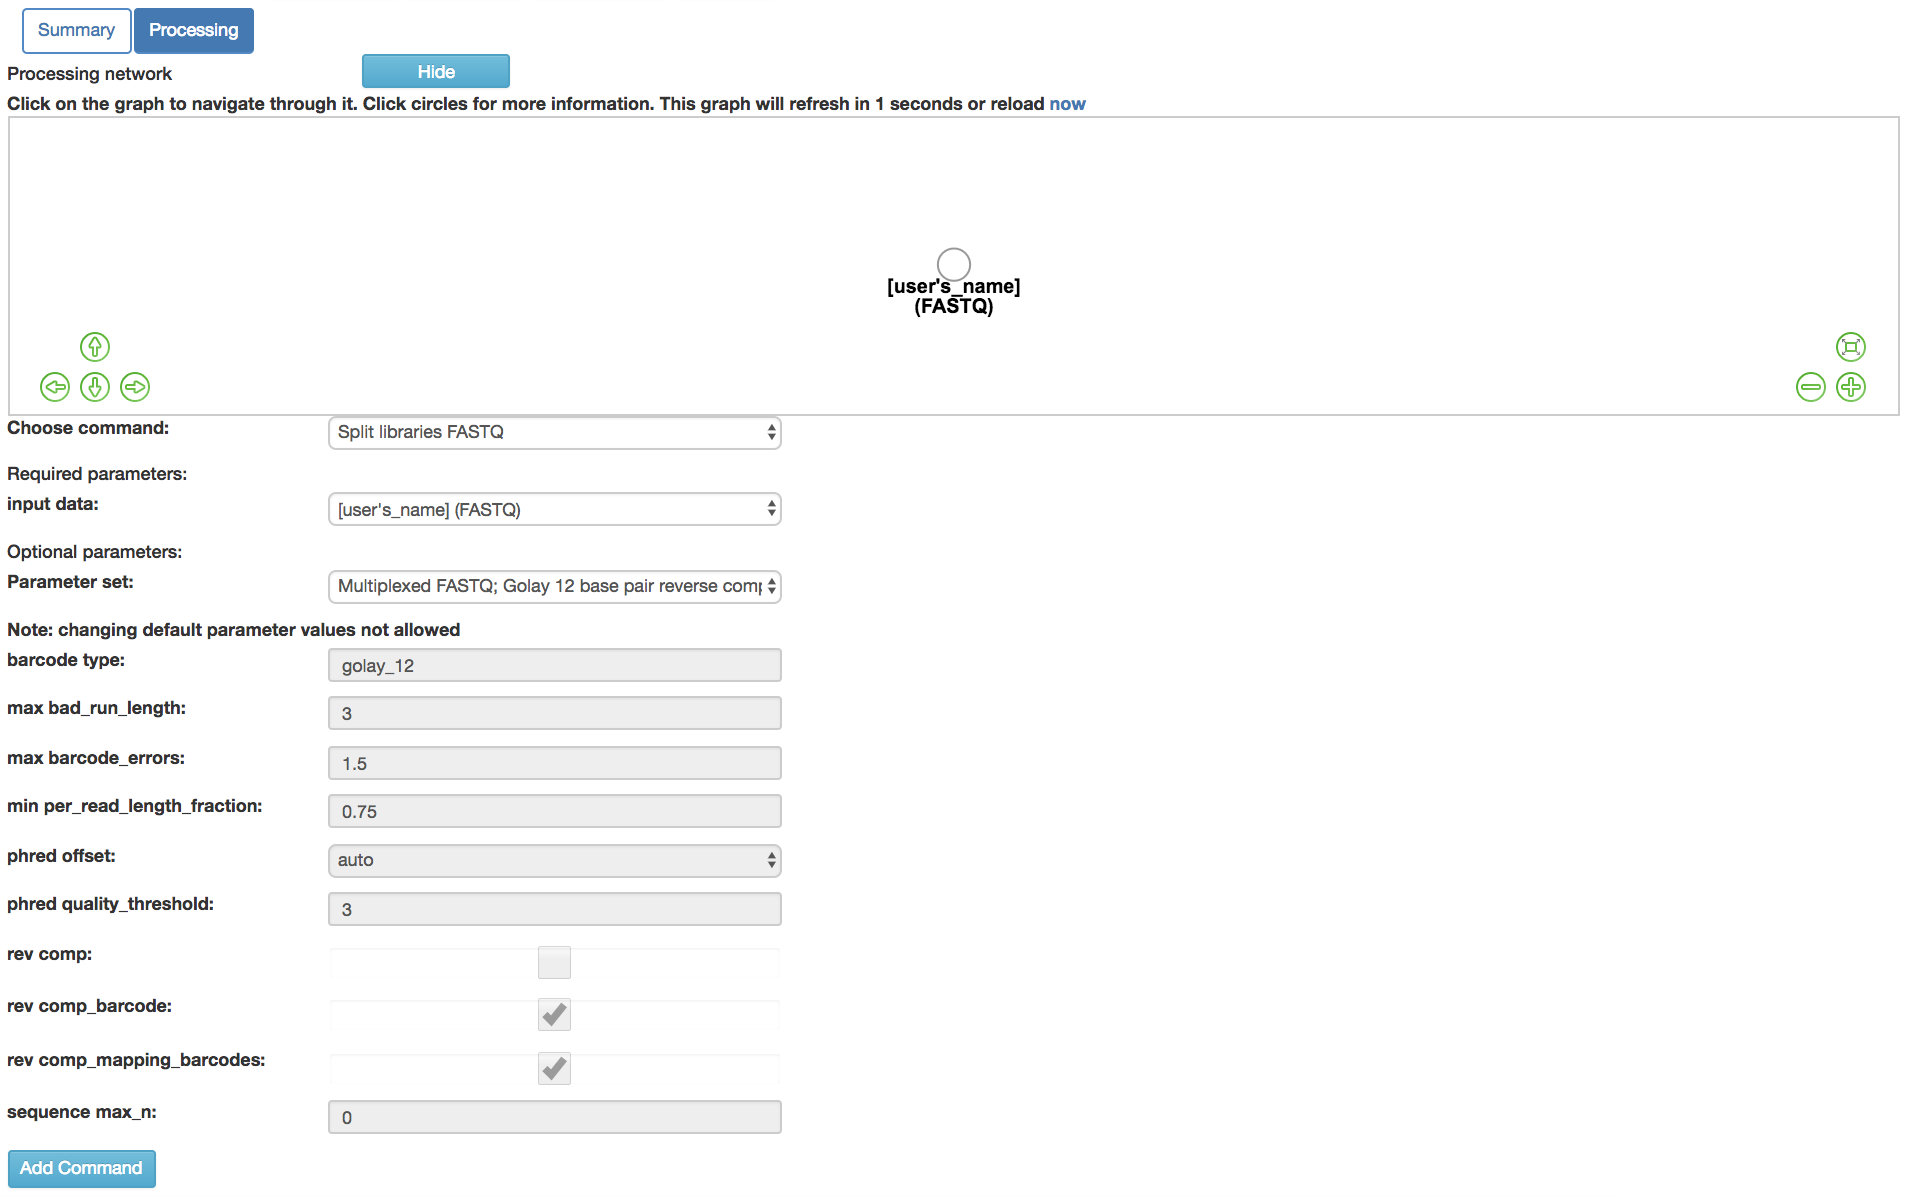 Summary Processing
Processing network Hide
Click on the graph to navigate through it. Click circles for more information. This graph will refresh in 1 seconds or reload now
[user's_name]
(FASTQ)
Choose command: Split libraries FASTQ
Required parameters:
input data: [user's_name] (FASTQ)
Optional parameters:
Parameter set: Multiplexed FASTQ; Golay 12 base pair reverse comp
Note: changing default parameter values not allowed
barcode type: golay_12
max bad_run_length: 3
max barcode_errors: 1.5
min per_read_length_fraction: 0.75
phred offset: auto
phred quality_threshold: 3
rev comp:
rev comp_barcode:
rev comp_mapping_barcodes:
sequence max_n: 0
Add Command